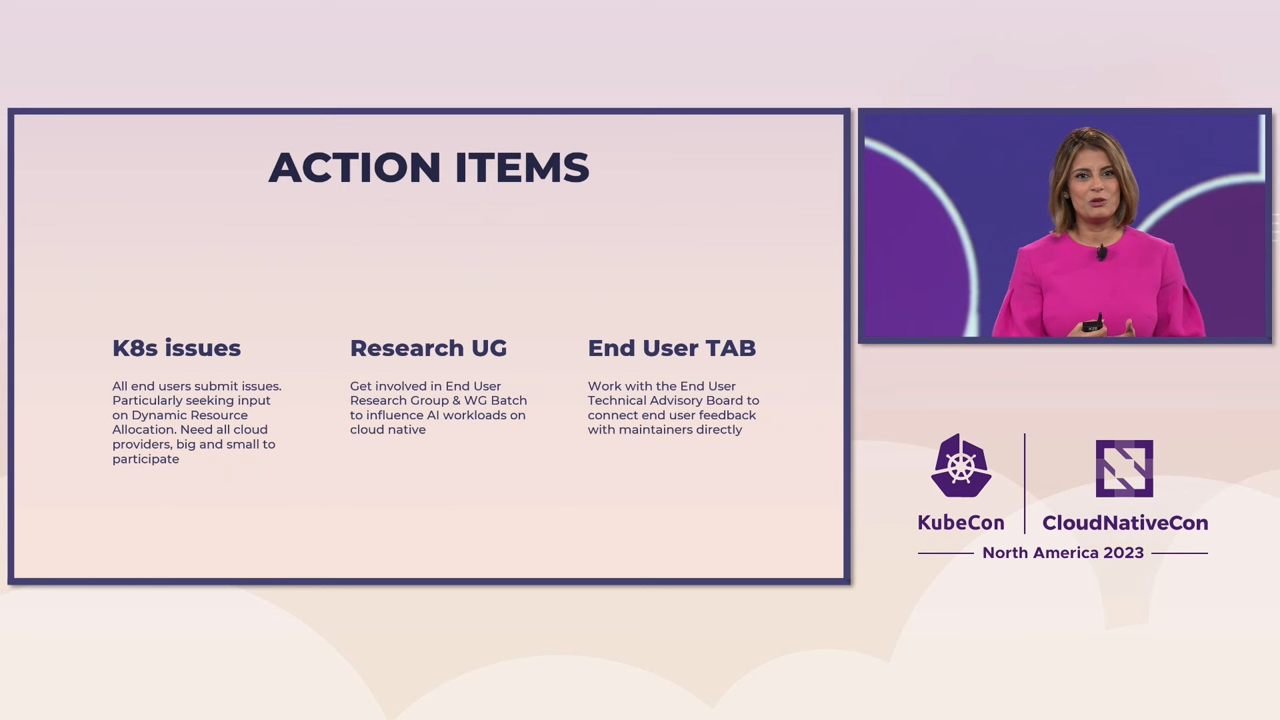 ACTION ITEMS
K8s issues
All end users submit issues.
Particularly seeking input
on Dynamic Resource
Allocation. Need all cloud
providers, big and small to
participate
Research UG
Get involved in End User
Research Group & WG Batch
to influence AI workloads on
cloud native
End User TAB
Work with the End User
Technical Advisory Board to
connect end user feedback
with maintainers directly
KubeCon
CloudNativeCon
North America 2023